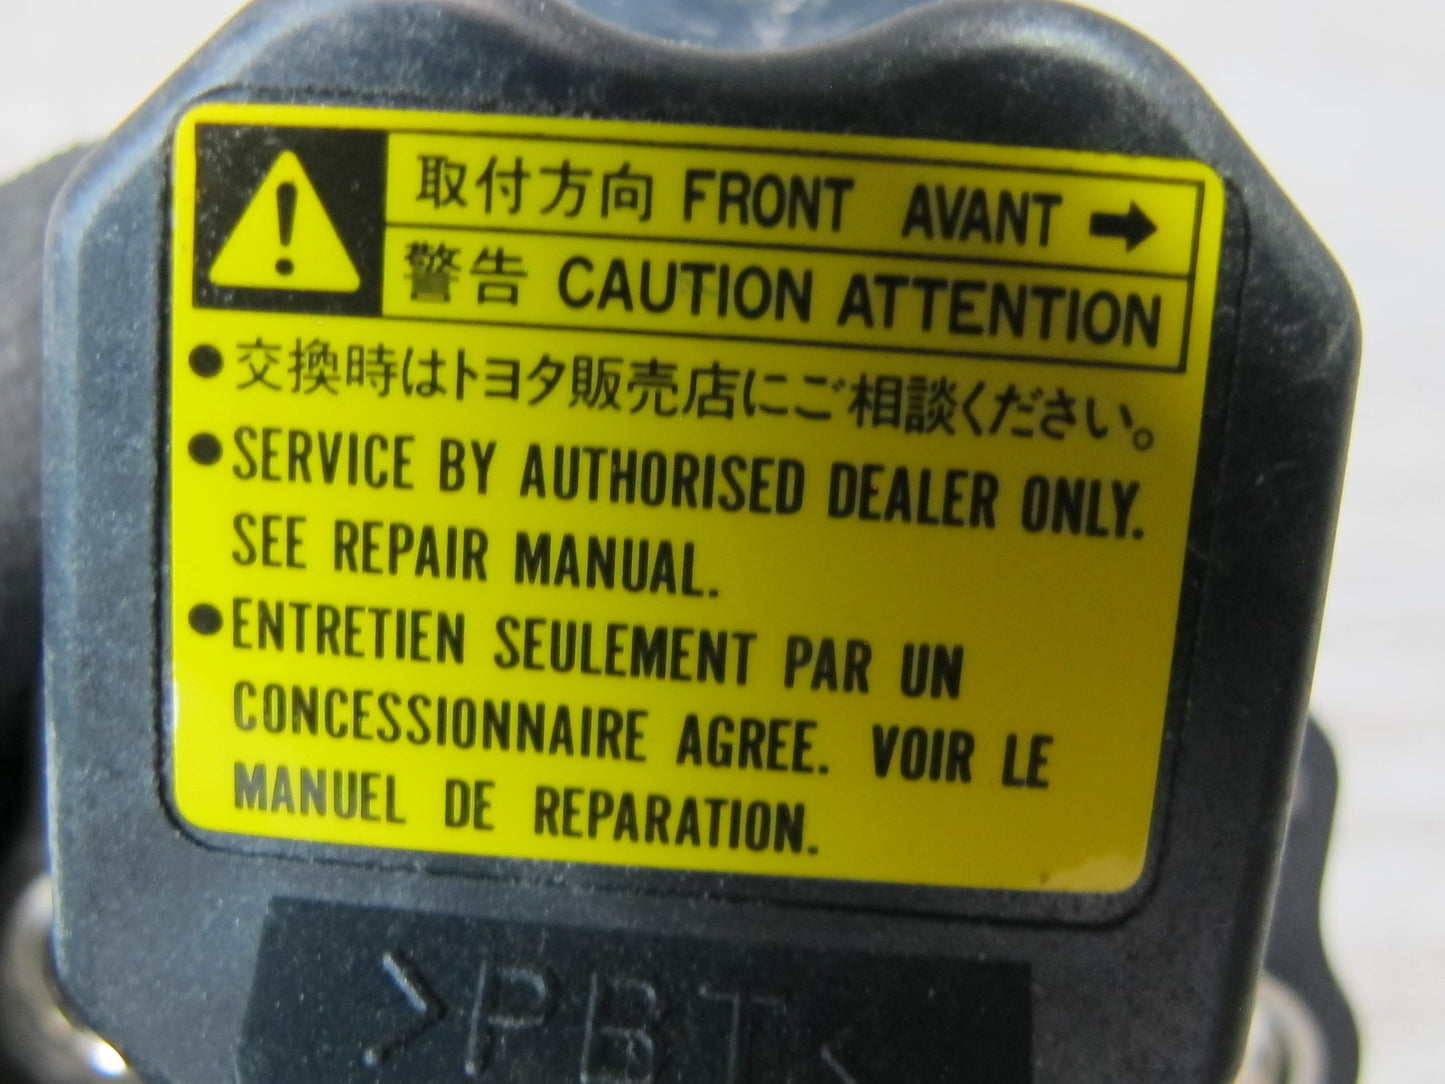 取付方向 FRONT AVANT →
警告 CAUTION ATTENTION
●交換時はトヨタ販売店にご相談ください。
●SERVICE BY AUTHORISED DEALER ONLY.
SEE REPAIR MANUAL.
●ENTRETIEN SEULEMENT PAR UN
CONCESSIONNAIRE AGREE. VOIR LE
MANUEL DE REPARATION.
>PBT<